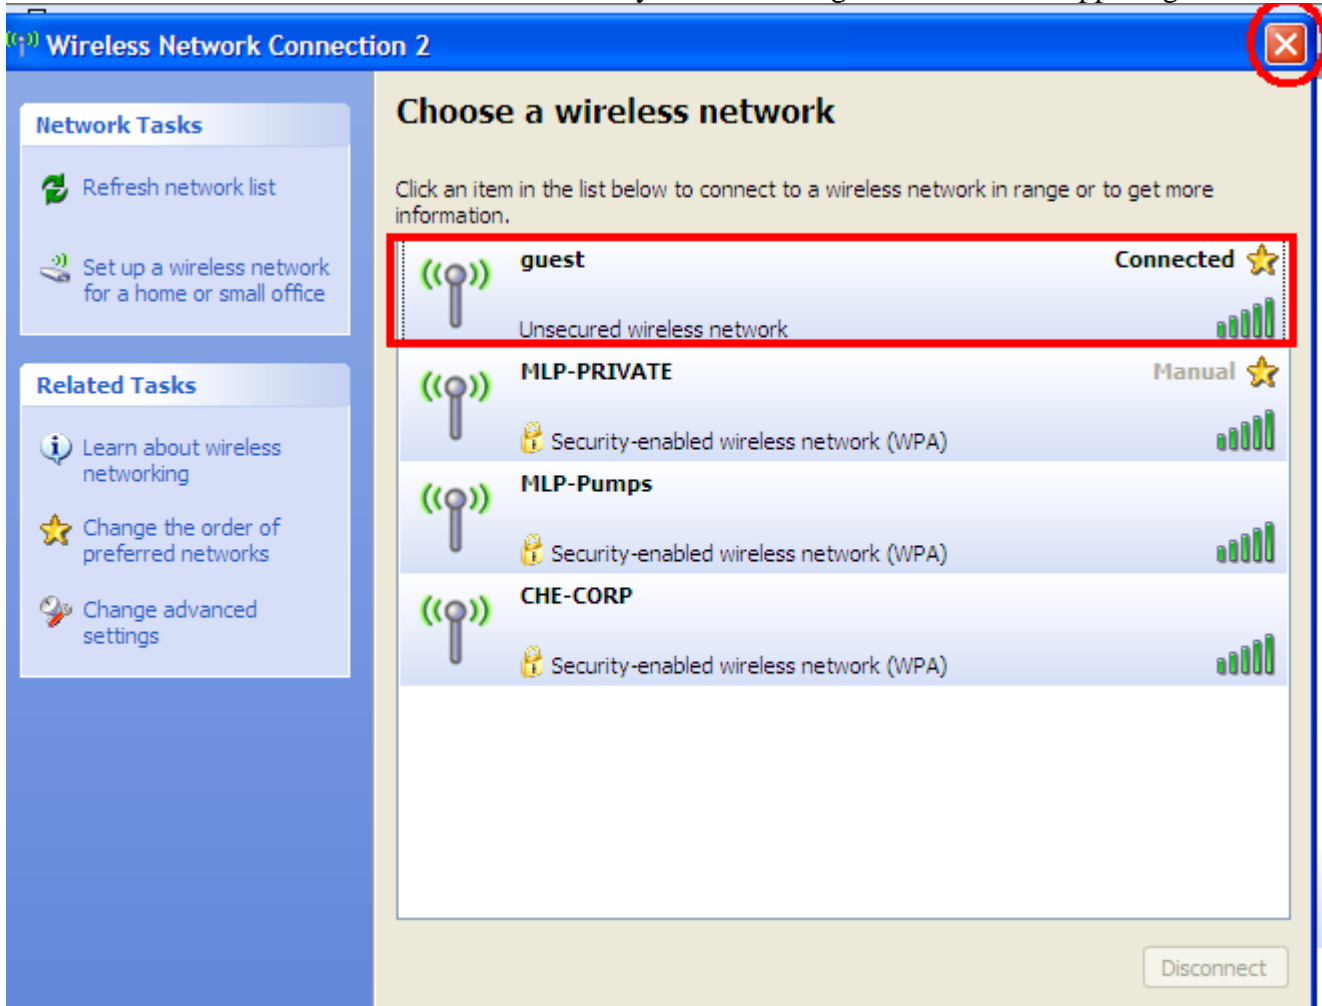 Wireless Network Connection 2
Network Tasks
Refresh network list
Set up a wireless network
for a home or small office
Related Tasks
Learn about wireless
networking
Change the order of
preferred networks
Change advanced
settings
Choose a wireless network
Click an item in the list below to connect to a wireless network in range or to get more
information.
guest Connected
Unsecured wireless network
MLP-PRIVATE Manual
Security-enabled wireless network (WPA)
MLP-Pumps
Security-enabled wireless network (WPA)
CHE-CORP
Security-enabled wireless network (WPA)
Disconnect